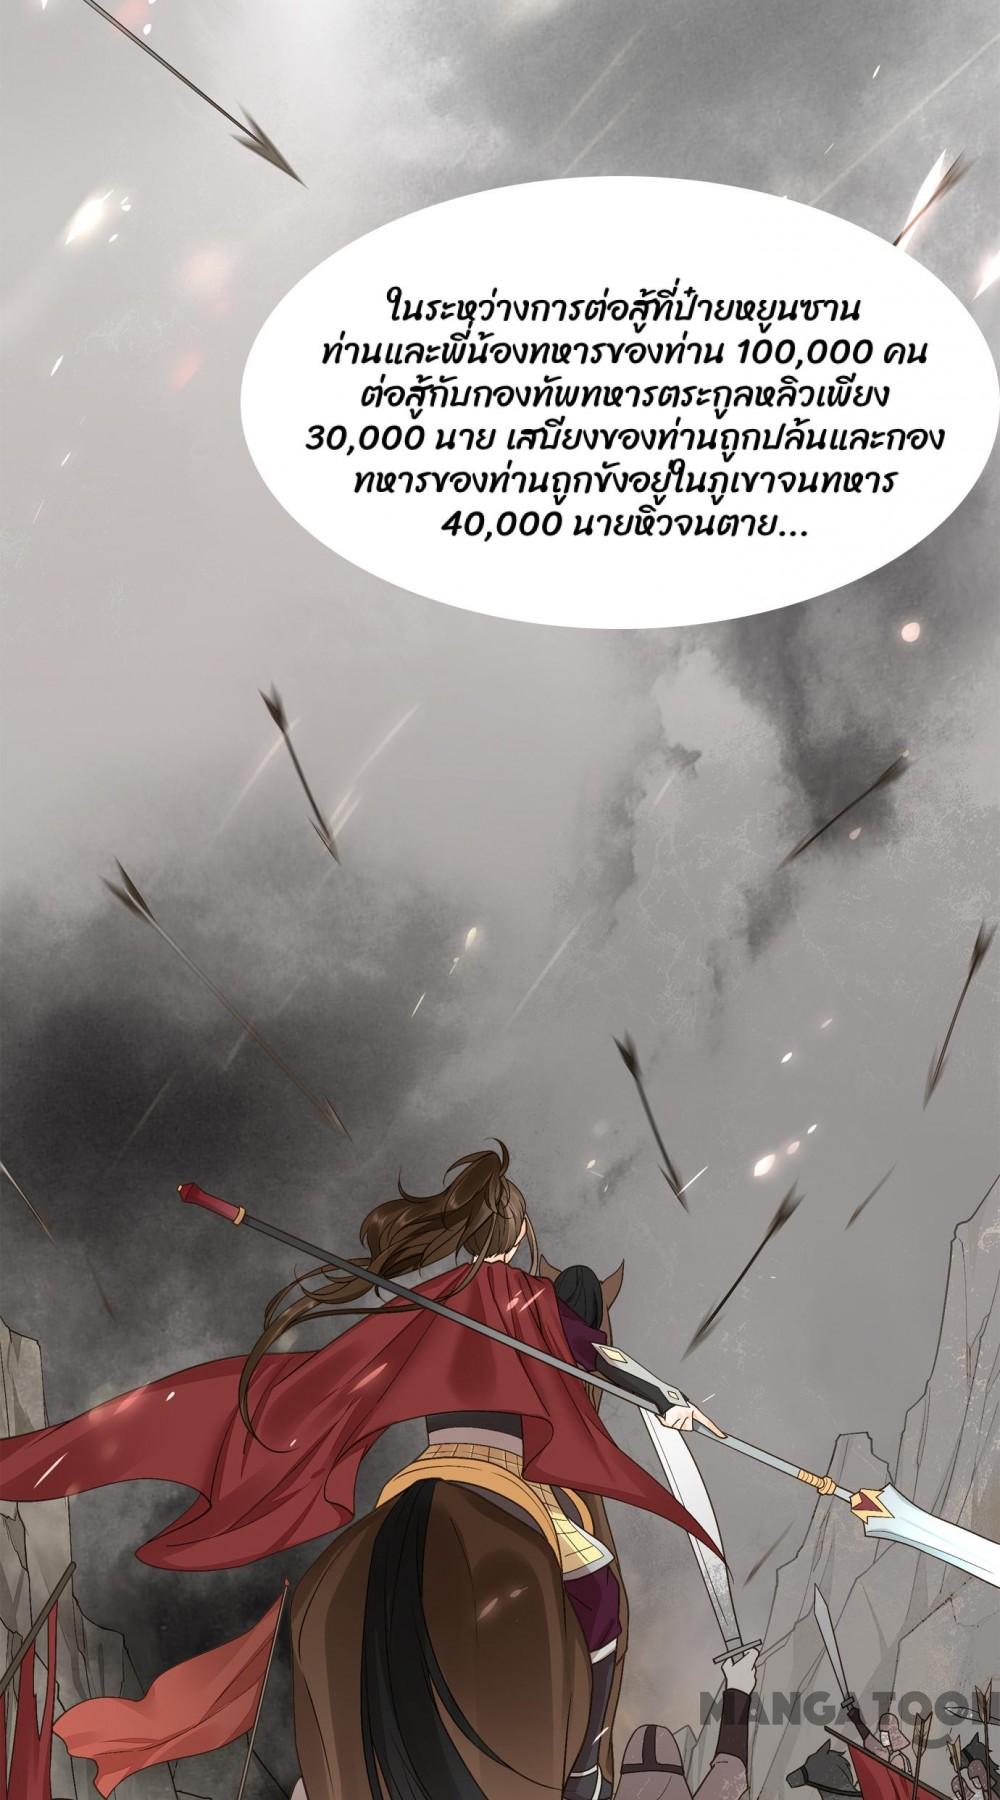 ในระหว่างการต่อสู้ที่ป๋ายหยูนซาน
ท่านและพี่น้องทหารของท่าน 100,000 คน
ต่อสู้กับกองทัพทหารตระกูลหลิวเพียง
30,000 นาย เสบียงของท่านถูกปล้นและกอง
ทหารของท่านถูกขังอยู่ในภูเขาจนทหาร
40,000 นายหิวจนตาย...
MANGATOON